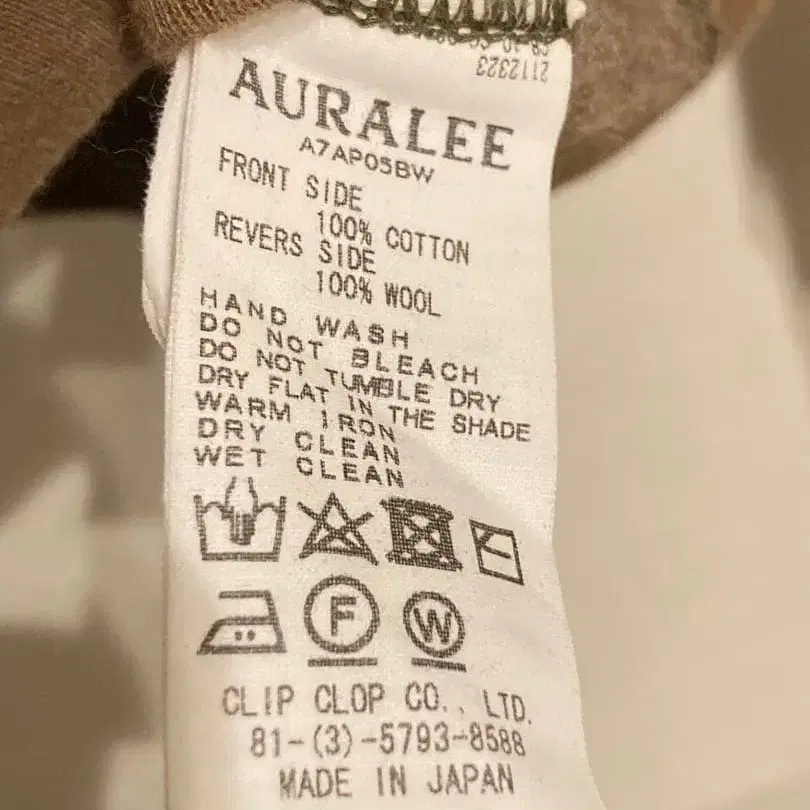 2112323
AURALEE
A7AP05BW
FRONT SIDE
100% COTTON
REVERS SIDE
100% WOOL
HAND WASH
DO NOT BLEACH
DO NOT TUMBLE DRY
DRY FLAT IN THE SHADE
WARM IRON
DRY CLEAN
WET CLEAN
F W
CLIP CLOP CO., LTD.
81-(3)-5793-8588
MADE IN JAPAN